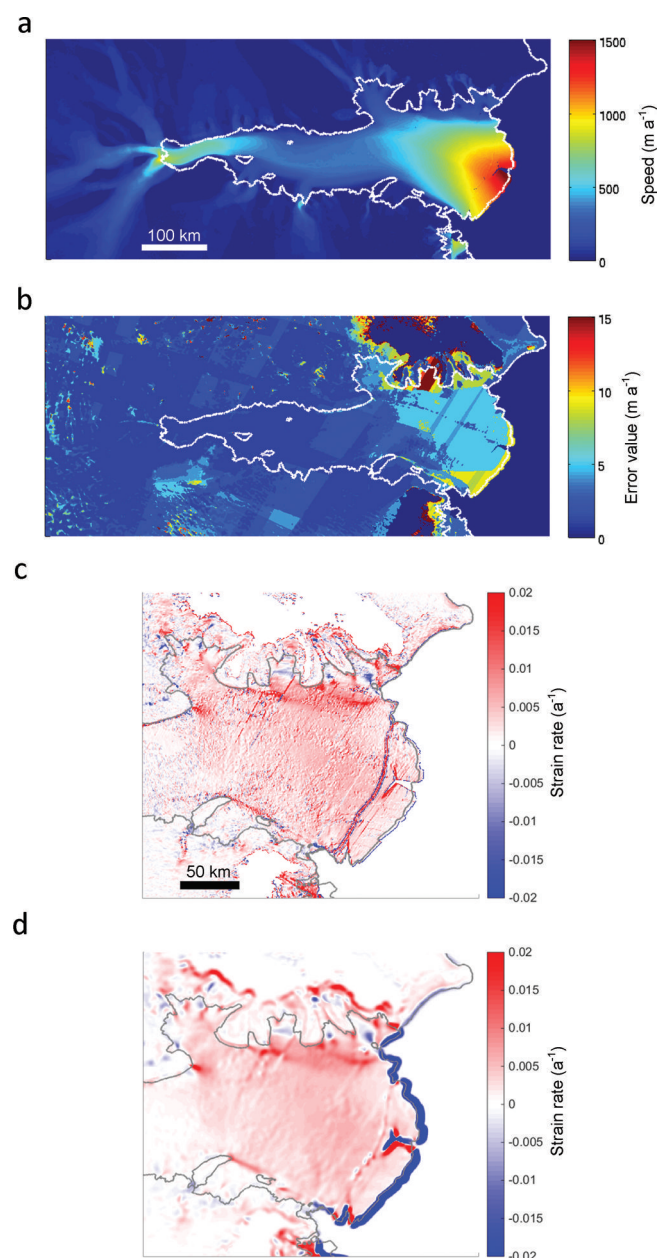 a
1500
1000
500
0
Speed (m a⁻¹)
100 km
b
15
10
5
0
Error value (m a⁻¹)
c
0.02
0.015
0.01
0.005
0
-0.005
-0.01
-0.015
-0.02
Strain rate (a⁻¹)
50 km
d
0.02
0.015
0.01
0.005
0
-0.005
-0.01
-0.015
-0.02
Strain rate (a⁻¹)